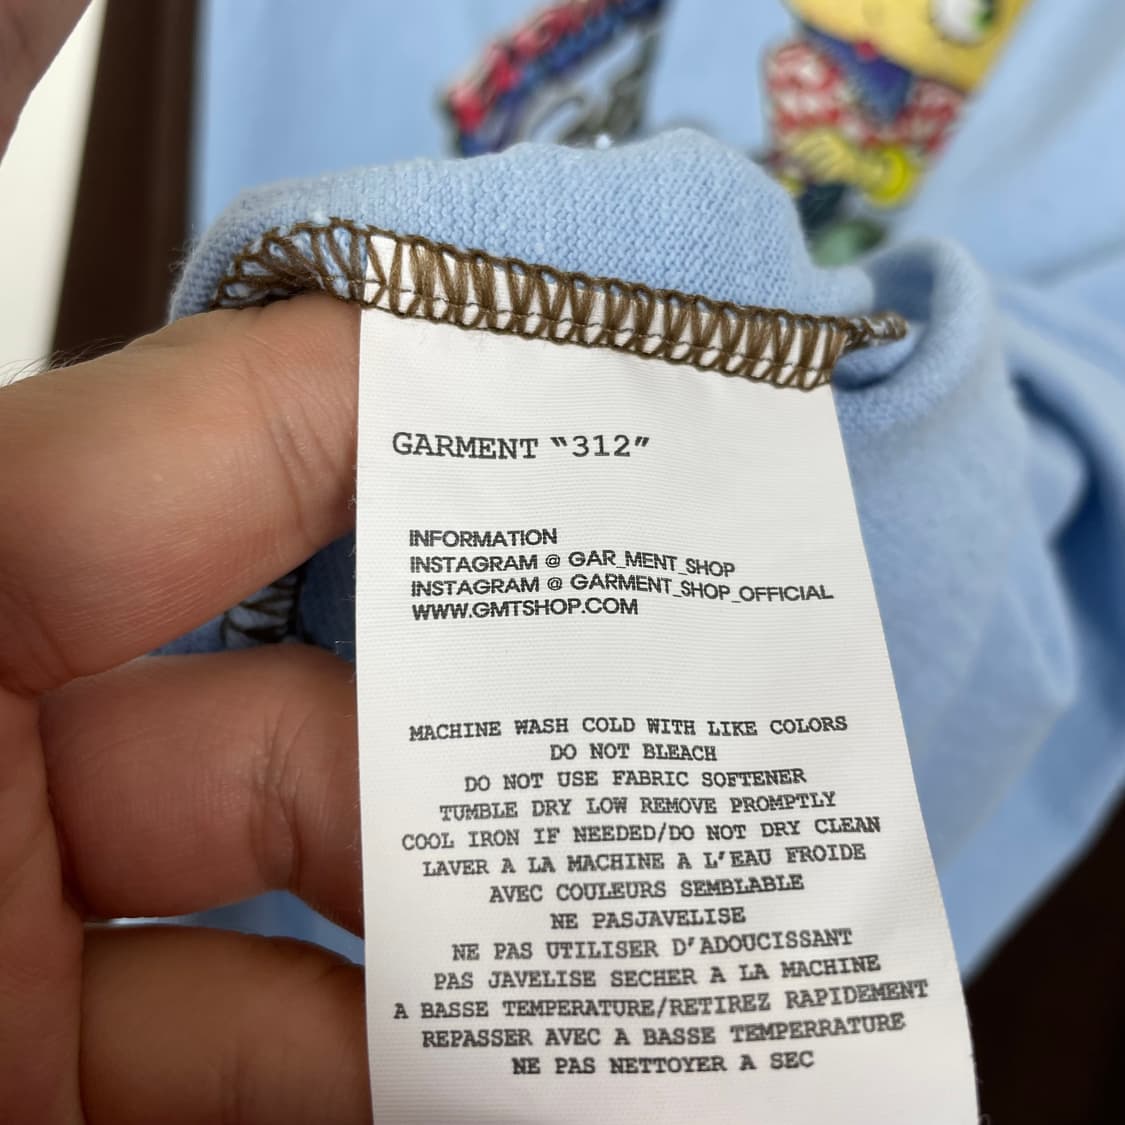 GARMENT “312”
INFORMATION
INSTAGRAM @ GAR_MENT_SHOP
INSTAGRAM @ GARMENT_SHOP_OFFICIAL
WWW.GMTSHOP.COM
MACHINE WASH COLD WITH LIKE COLORS
DO NOT BLEACH
DO NOT USE FABRIC SOFTENER
TUMBLE DRY LOW REMOVE PROMPTLY
COOL IRON IF NEEDED/DO NOT DRY CLEAN
LAVER A LA MACHINE A L'EAU FROIDE
AVEC COULEURS SEMBLABLE
NE PASJAVELISE
NE PAS UTILISER D'ADOUCISSANT
PAS JAVELISE SECHER A LA MACHINE
A BASSE TEMPERATURE/RETIREZ RAPIDEMENT
REPASSER AVEC A BASSE TEMPERRATURE
NE PAS NETTOYER A SEC